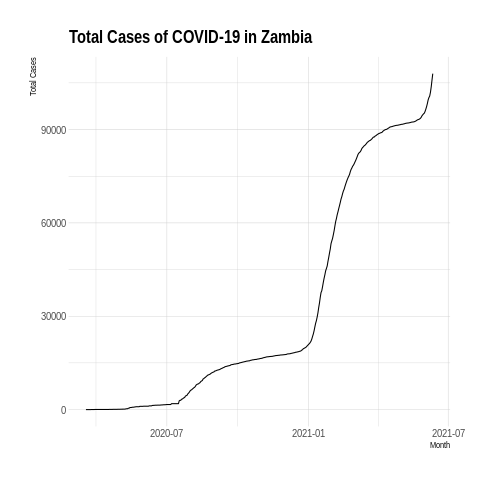 Total Cases of COVID-19 in Zambia
Total Cases
90000
60000
30000
0
2020-07
2021-01
2021-07
Month